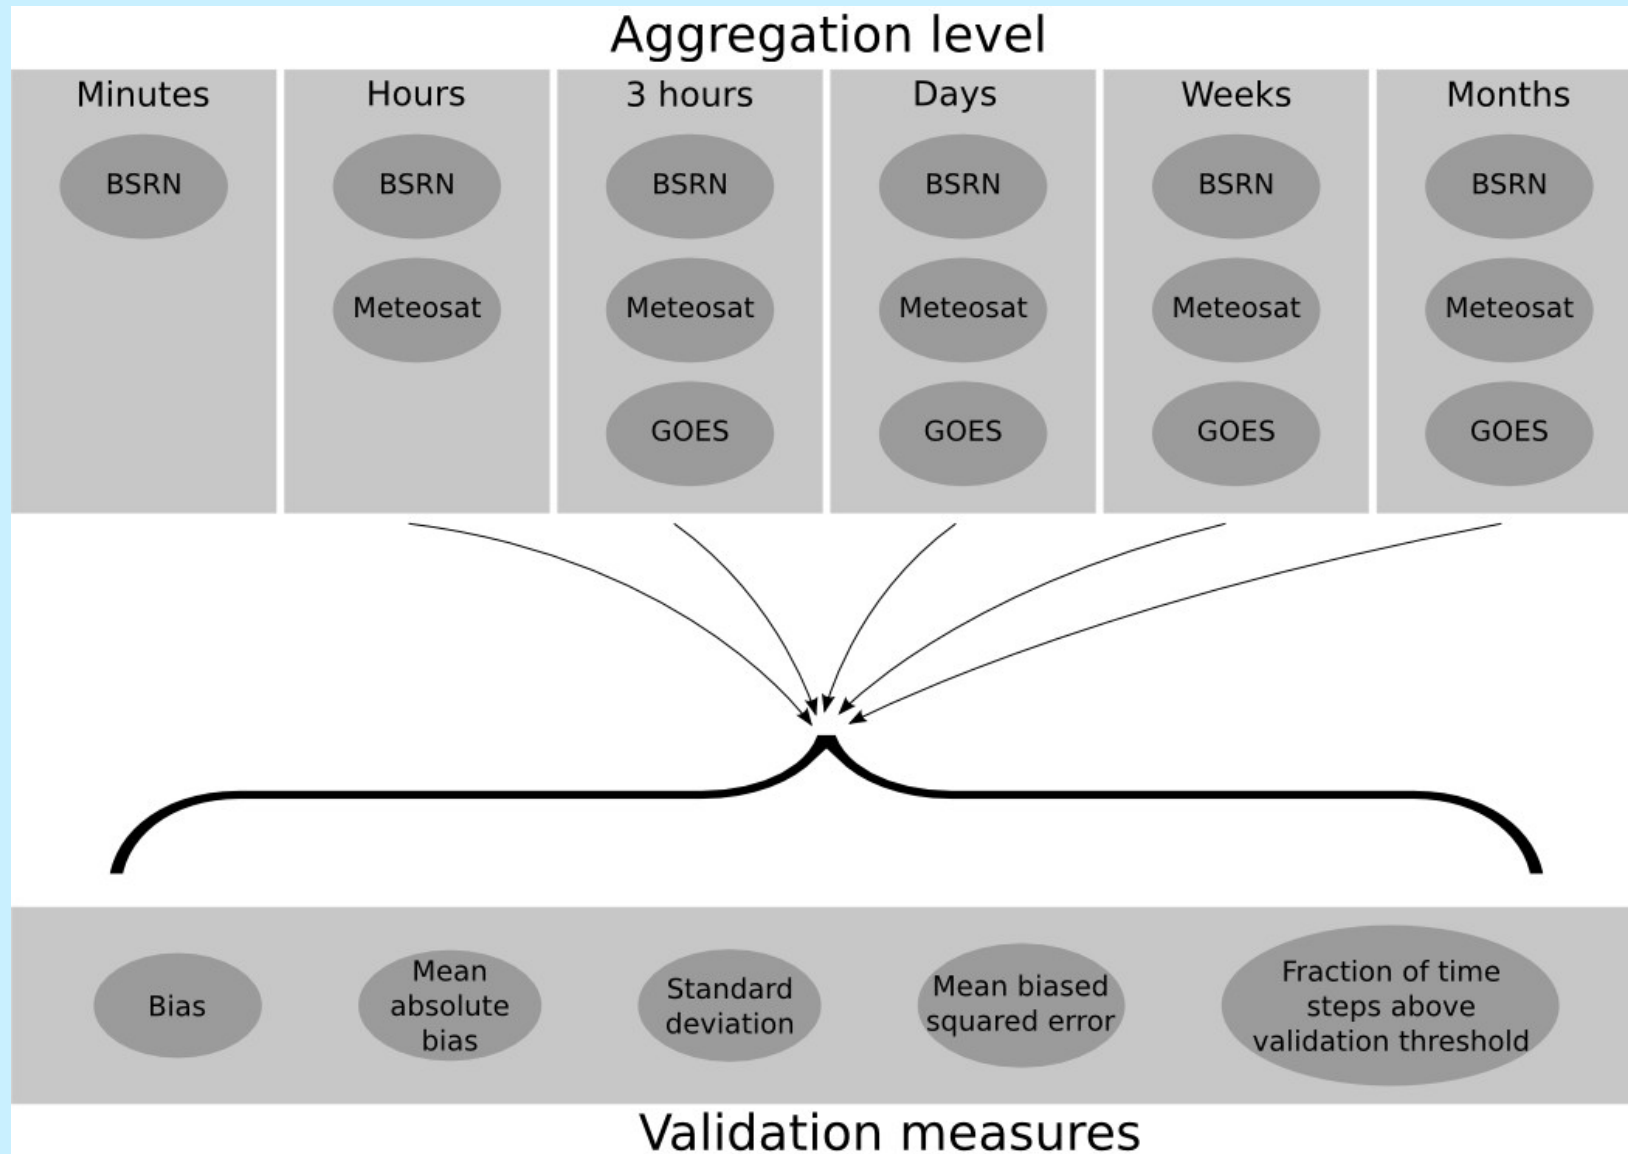 Aggregation level
Minutes
Hours
3 hours
Days
Weeks
Months
BSRN
BSRN
BSRN
BSRN
BSRN
BSRN
Meteosat
Meteosat
Meteosat
Meteosat
Meteosat
GOES
GOES
GOES
GOES
Bias
Mean
absolute
bias
Standard
deviation
Mean biased
squared error
Fraction of time
steps above
validation threshold
Validation measures